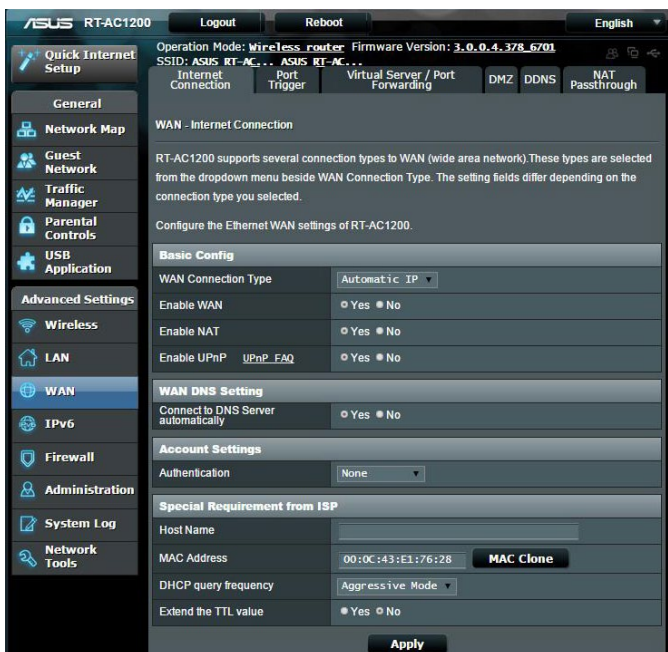 ASUS RT-AC1200 Logout Reboot English
Operation Mode: Wireless router Firmware Version: 3.0.0.4.378_6701
SSID: ASUS RT-AC... ASUS RT-AC...
Quick Internet
Setup
General
Network Map
Guest
Network
Traffic
Manager
Parental
Controls
USB
Application
Advanced Settings
Wireless
LAN
WAN
IPv6
Firewall
Administration
System Log
Network
Tools
Internet
Connection
Port
Trigger
Virtual Server / Port
Forwarding
DMZ
DDNS
NAT
Passthrough
WAN - Internet Connection
RT-AC1200 supports several connection types to WAN (wide area network).These types are selected
from the dropdown menu beside WAN Connection Type. The setting fields differ depending on the
connection type you selected.
Configure the Ethernet WAN settings of RT-AC1200.
Basic Config
WAN Connection Type Automatic IP
Enable WAN Yes No
Enable NAT Yes No
Enable UPnP UPnP FAQ Yes No
WAN DNS Setting
Connect to DNS Server
automatically Yes No
Account Settings
Authentication None
Special Requirement from ISP
Host Name
MAC Address 00:0C:43:E1:76:28 MAC Clone
DHCP query frequency Aggressive Mode
Extend the TTL value Yes No
Apply